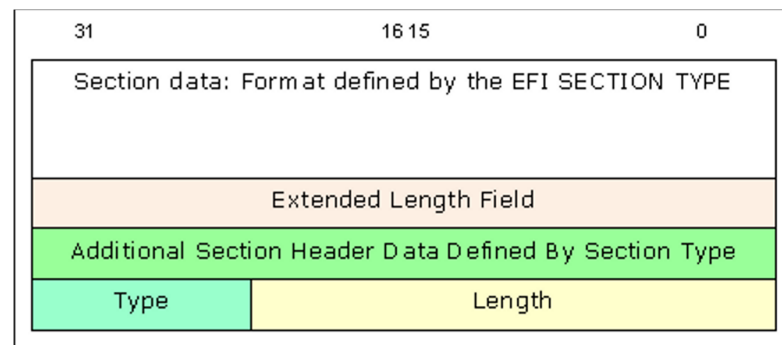 31 16 15 0
Section data: Format defined by the EFI SECTION TYPE
Extended Length Field
Additional Section Header Data Defined By Section Type
Type Length